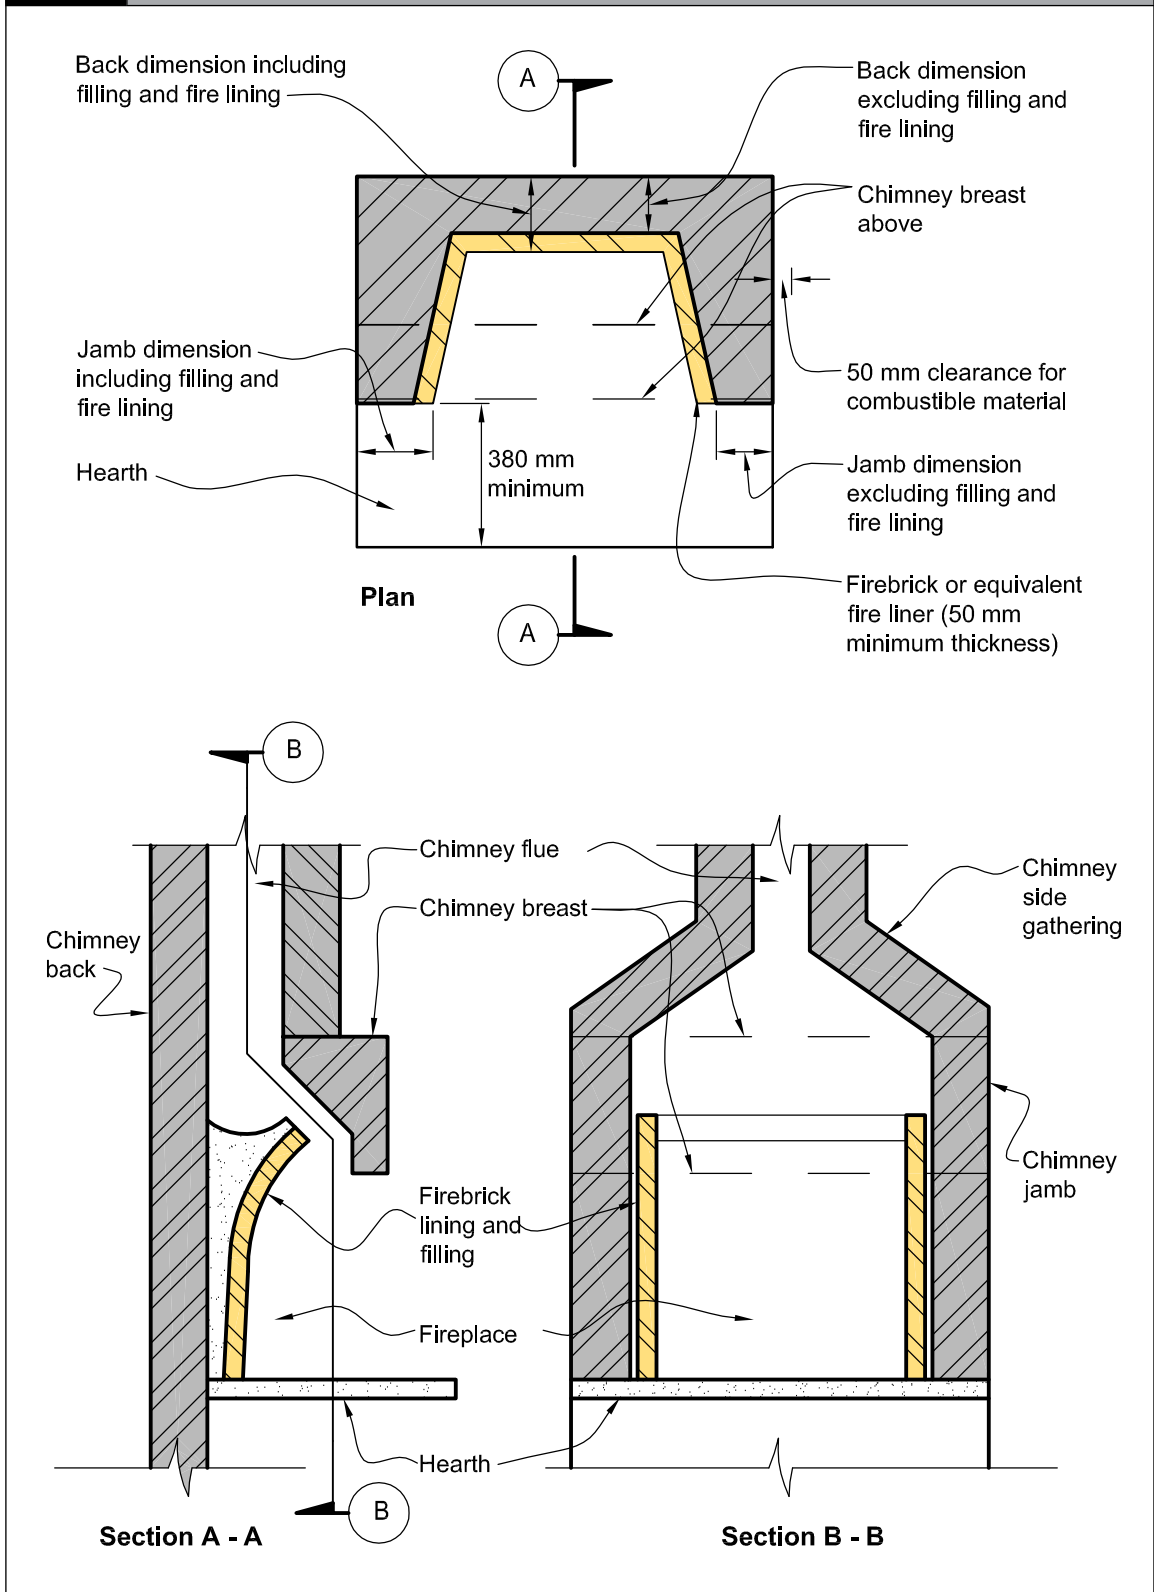 Back dimension including
filling and fire lining
A
Back dimension
excluding filling and
fire lining
Chimney breast
above
Jamb dimension
including filling and
fire lining
50 mm clearance for
combustible material
Hearth
380 mm
minimum
Jamb dimension
excluding filling and
fire lining
Plan
A
Firebrick or equivalent
fire liner (50 mm
minimum thickness)
B
Chimney flue
Chimney
side
gathering
Chimney breast
Chimney
back
Chimney
jamb
Firebrick
lining and
filling
Fireplace
Hearth
B
Section A - A
Section B - B